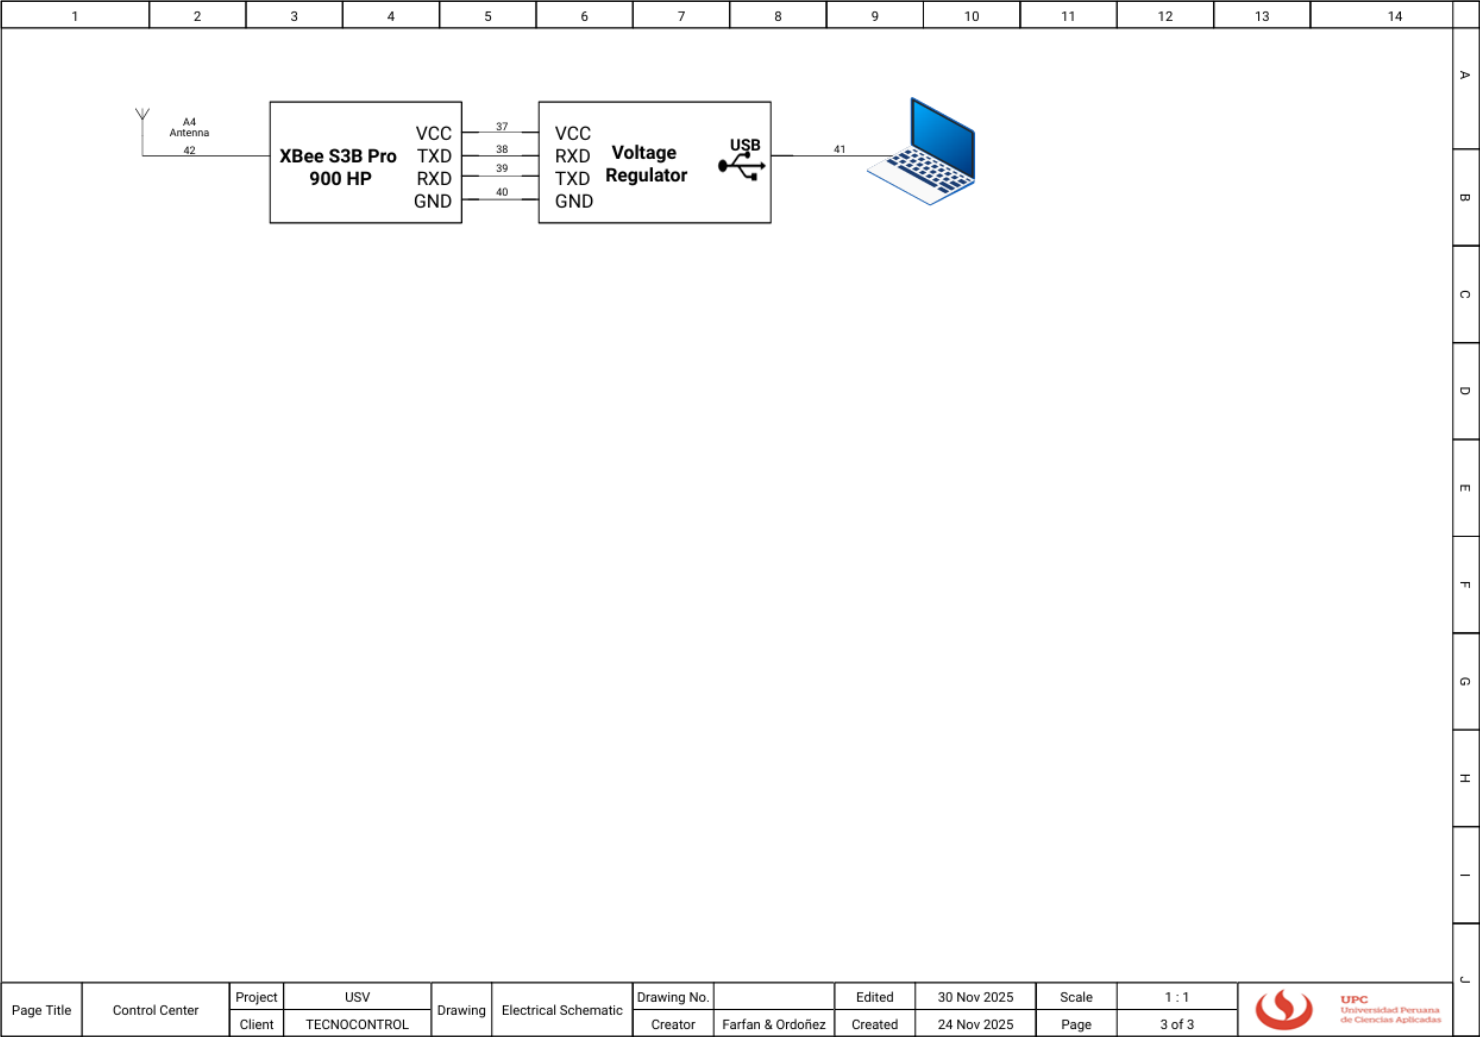 1 2 3 4 5 6 7 8 9 10 11 12 13 14
A
B
C
D
E
F
G
H
I
J
A4
Antenna
42
XBee S3B Pro
900 HP
VCC
TXD
RXD
GND
37
38
39
40
VCC
RXD
TXD
GND
Voltage
Regulator
USB
41
Page Title
Control Center
Project
USV
Client
TECNOCONTROL
Drawing
Electrical Schematic
Drawing No.
Creator
Farfan & Ordoñez
Edited
30 Nov 2025
Created
24 Nov 2025
Scale
1 : 1
Page
3 of 3
UPC
Universidad Peruana
de Ciencias Aplicadas